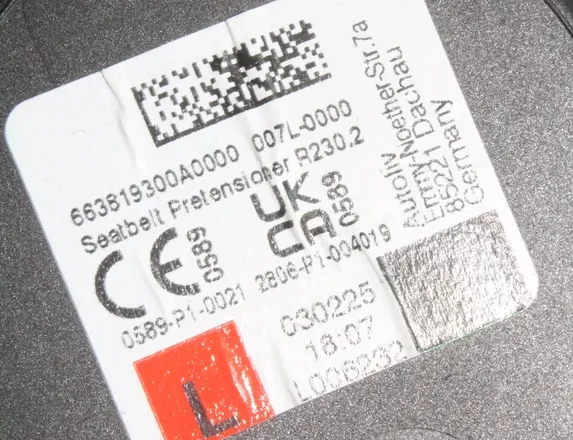 663819300A0000 007L-0000
Seatbelt Pretensioner R230.2
CE 0589
UK
CA 0589
0589-P1-0021 2806-P1-004019
030225
18:07
L006232
L
Autoliv
Emmy-Noether-Str.7a
85221 Dachau
Germany